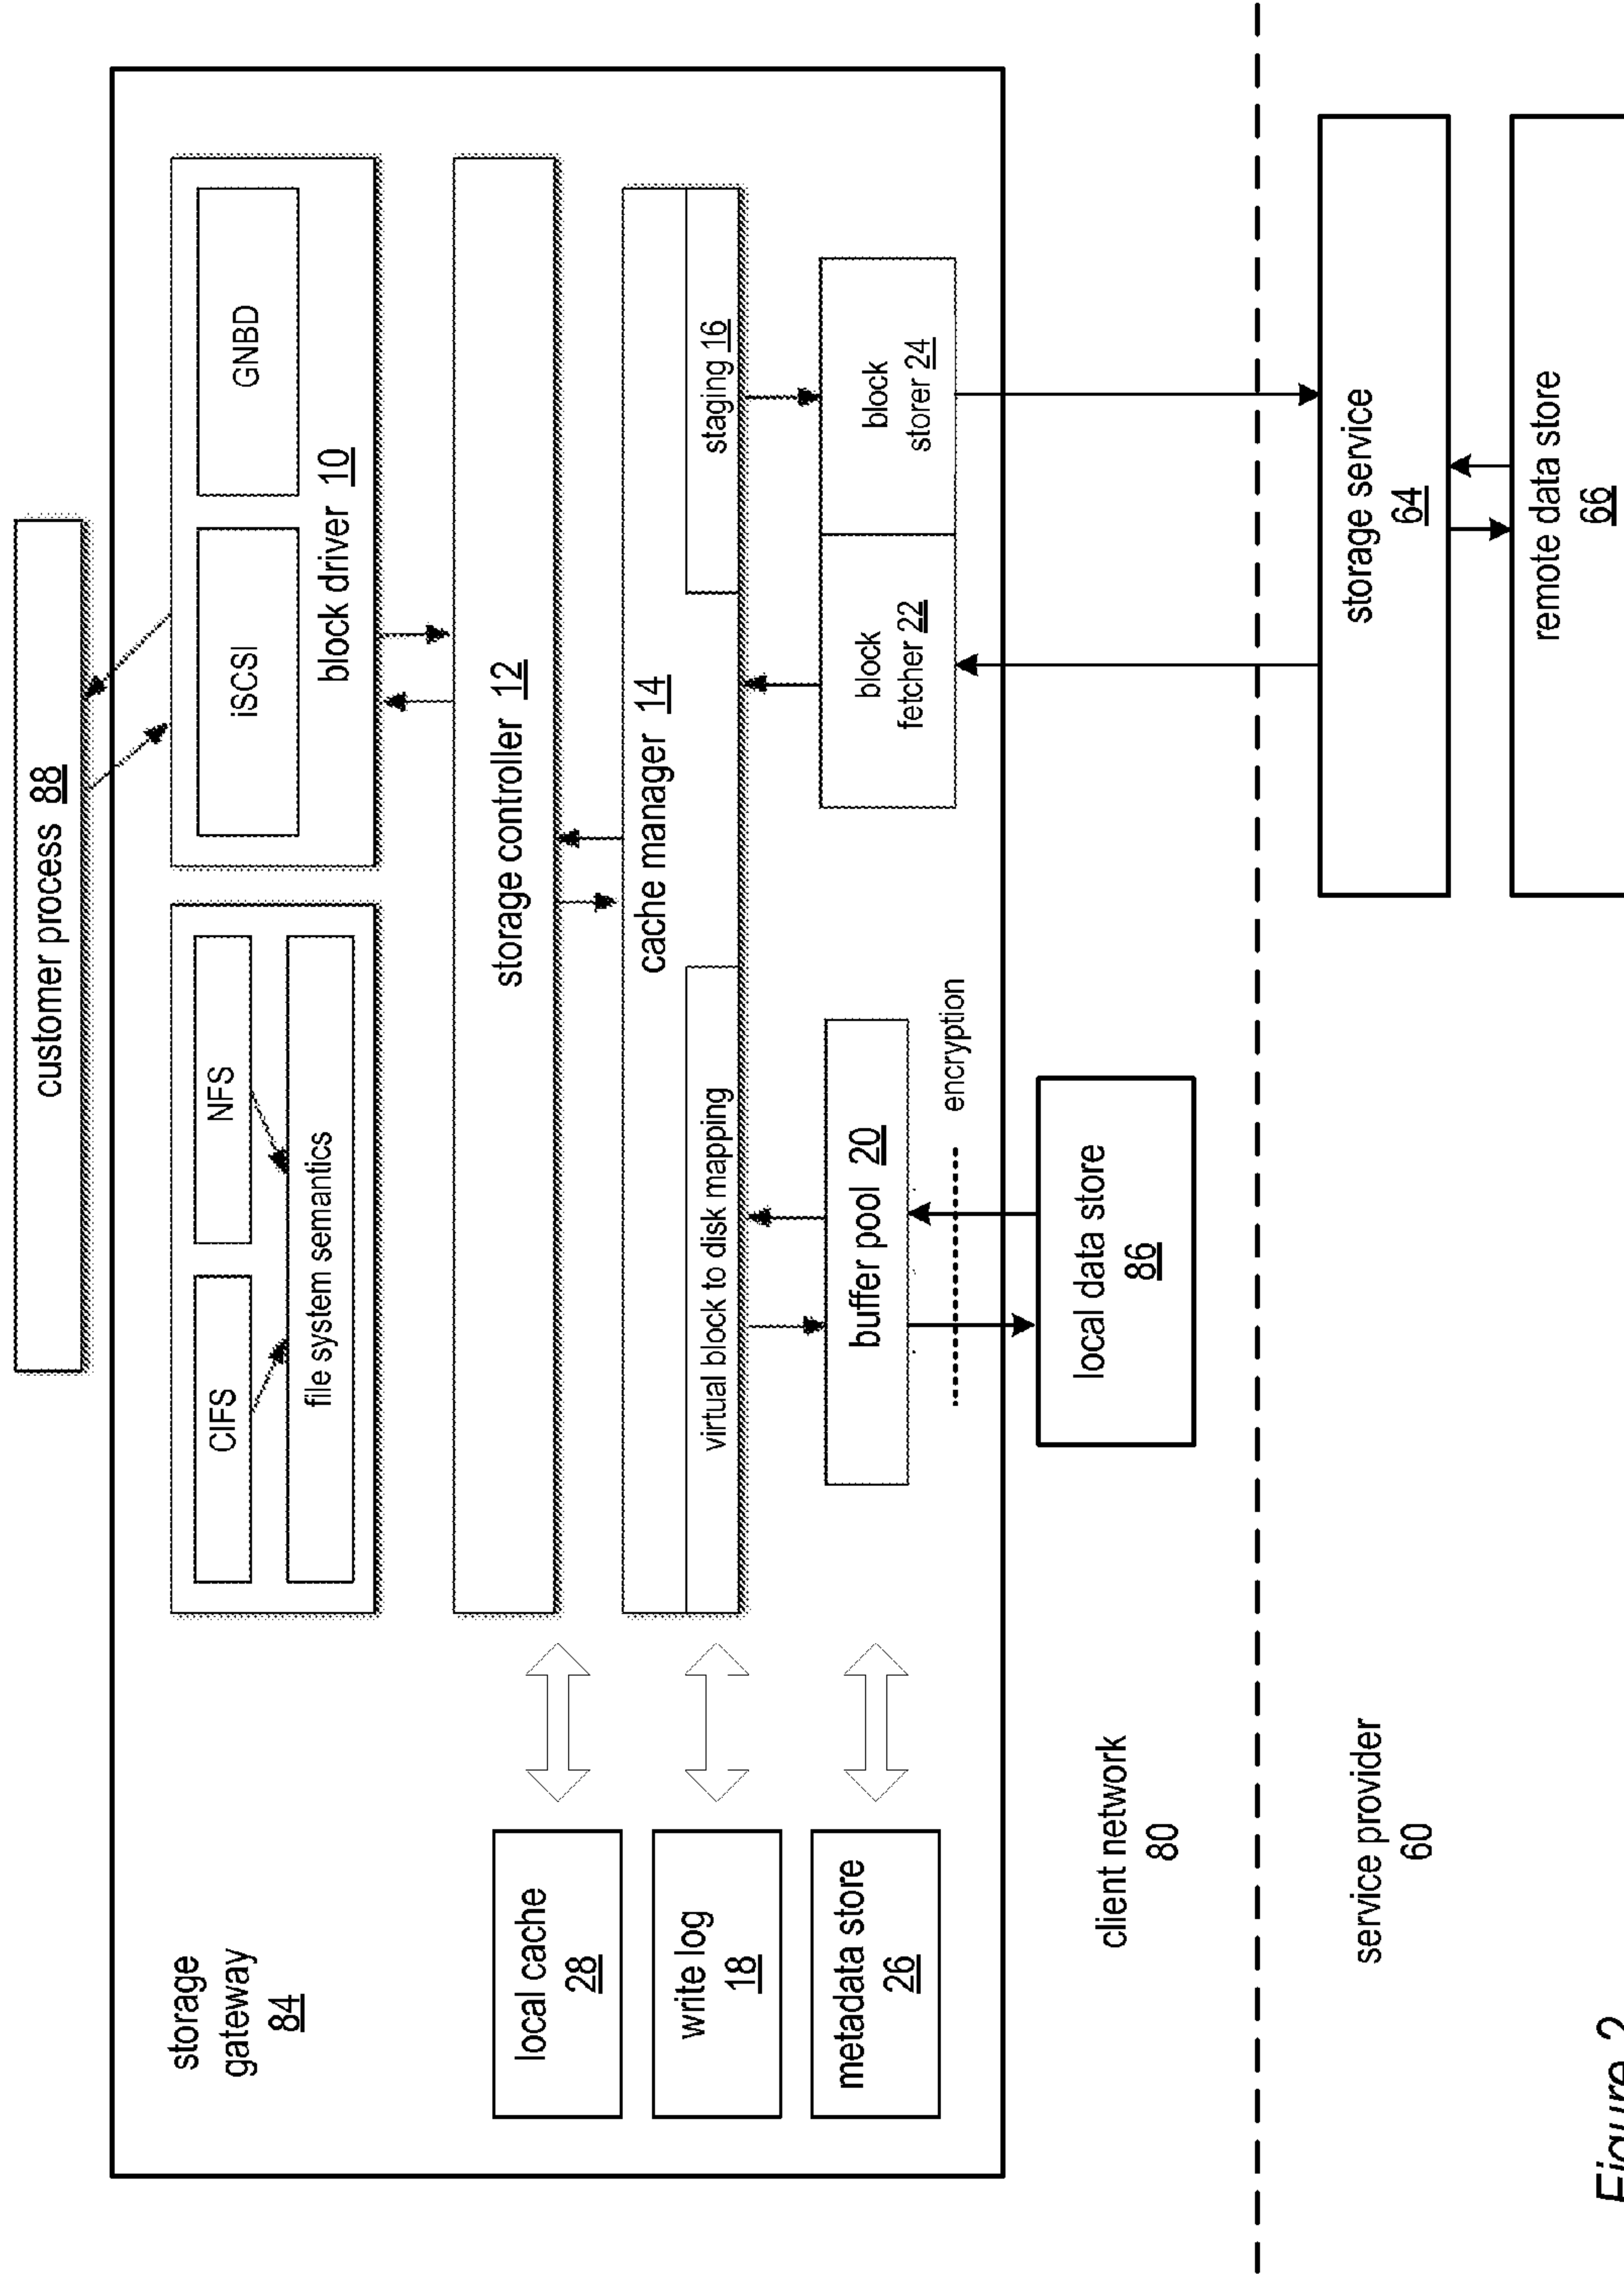 customer process 88
storage
gateway
84
CIFS
NFS
file system semantics
iSCSI
GNBD
block driver 10
storage controller 12
cache manager 14
virtual block to disk mapping
staging 16
local cache
28
write log
18
metadata store
26
buffer pool 20
block
fetcher 22
block
storer 24
encryption
local data store
86
client network
80
service provider
60
storage service
64
remote data store
66
Figure 2